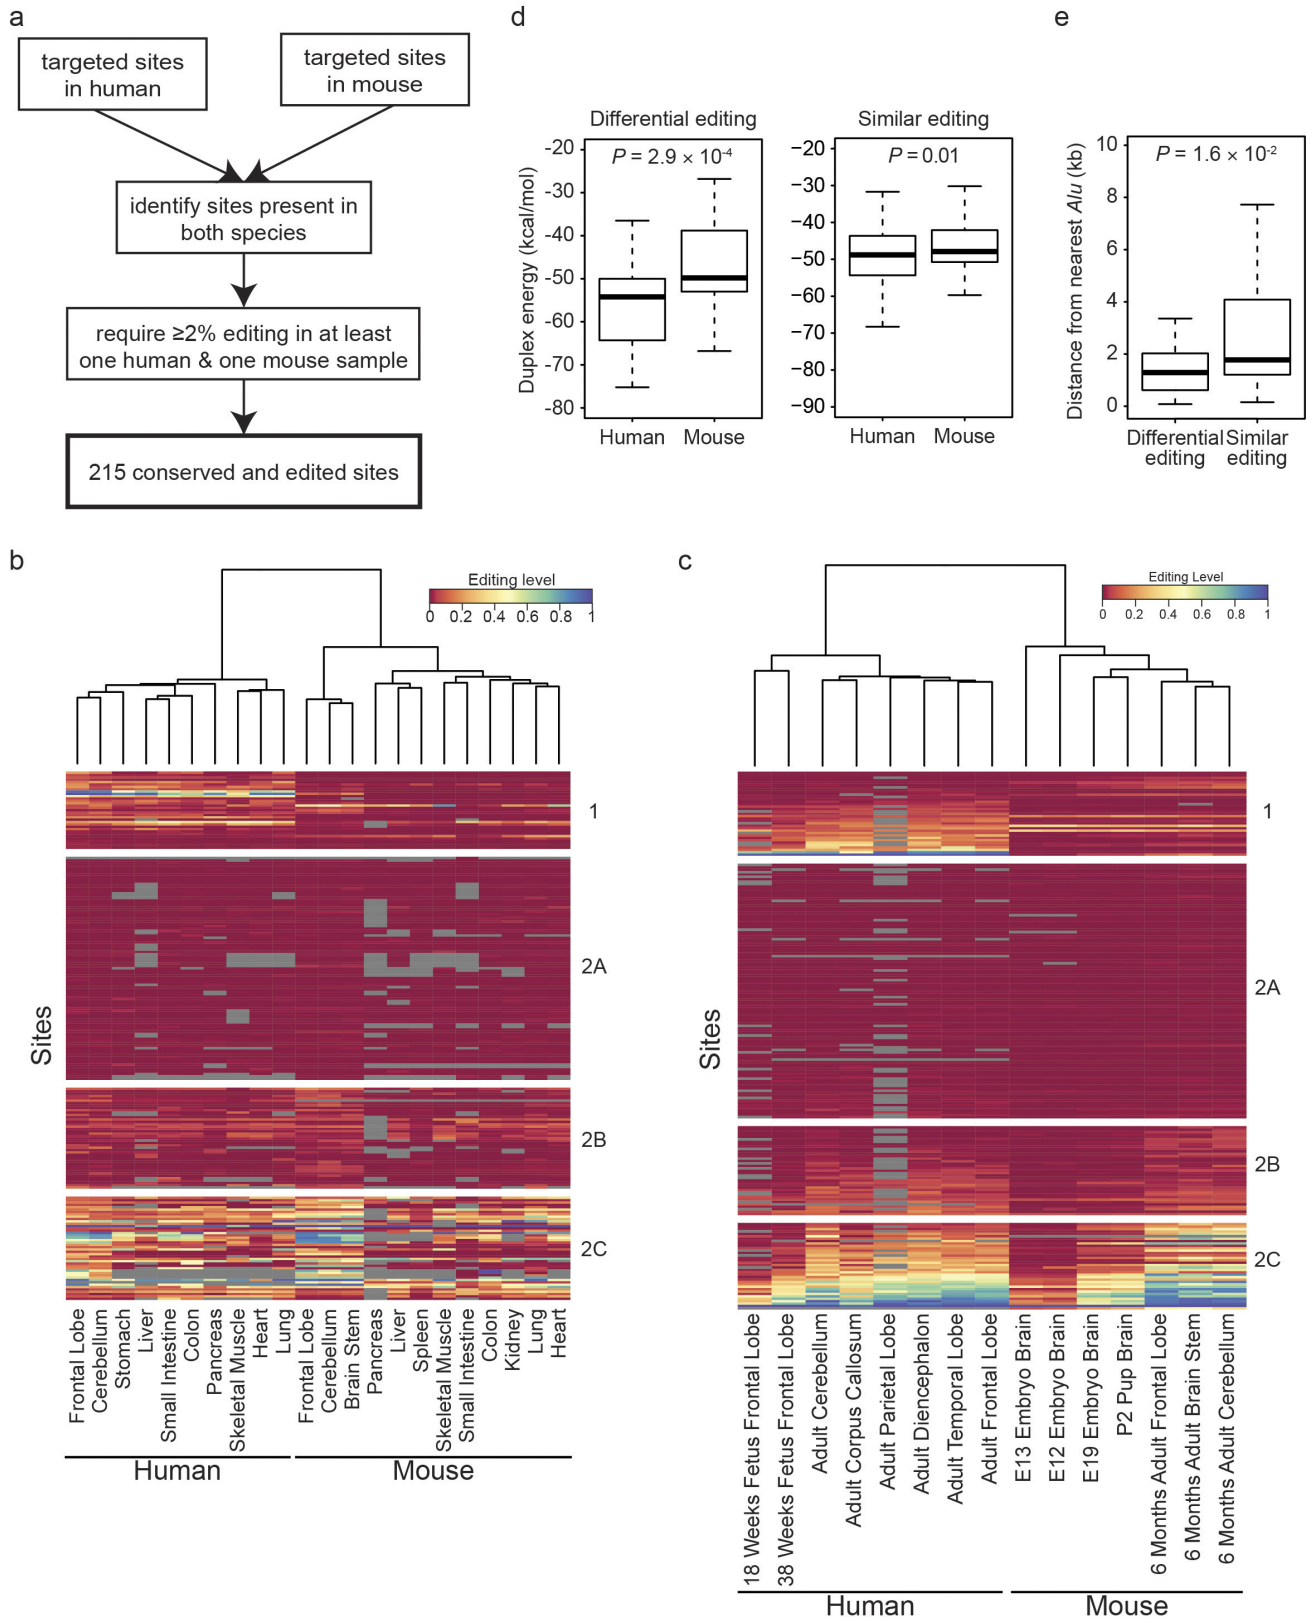 a
targeted sites
in human
targeted sites
in mouse
identify sites present in
both species
require ≥2% editing in at least
one human & one mouse sample
215 conserved and edited sites
d
Differential editing
P = 2.9 × 10-4
Duplex energy (kcal/mol)
-20
-30
-40
-50
-60
-70
-80
Human Mouse
Similar editing
P = 0.01
−20
−30
−40
−50
−60
−70
−80
−90
Human Mouse
e
P = 1.6 × 10-2
Distance from nearest Alu (kb)
10
8
6
4
2
0
Differential Similar
editing editing
b
Editing level
0 0.2 0.4 0.6 0.8 1
Sites
1
2A
2B
2C
Frontal Lobe
Cerebellum
Stomach
Liver
Small Intestine
Colon
Pancreas
Skeletal Muscle
Heart
Lung
Frontal Lobe
Cerebellum
Brain Stem
Pancreas
Liver
Spleen
Skeletal Muscle
Small Intestine
Colon
Kidney
Lung
Heart
Human Mouse
c
Editing Level
0 0.2 0.4 0.6 0.8 1
Sites
1
2A
2B
2C
18 Weeks Fetus Frontal Lobe
38 Weeks Fetus Frontal Lobe
Adult Cerebellum
Adult Corpus Callosum
Adult Parietal Lobe
Adult Diencephalon
Adult Temporal Lobe
Adult Frontal Lobe
E13 Embryo Brain
E12 Embryo Brain
E19 Embryo Brain
P2 Pup Brain
6 Months Adult Frontal Lobe
6 Months Adult Brain Stem
6 Months Adult Cerebellum
Human Mouse